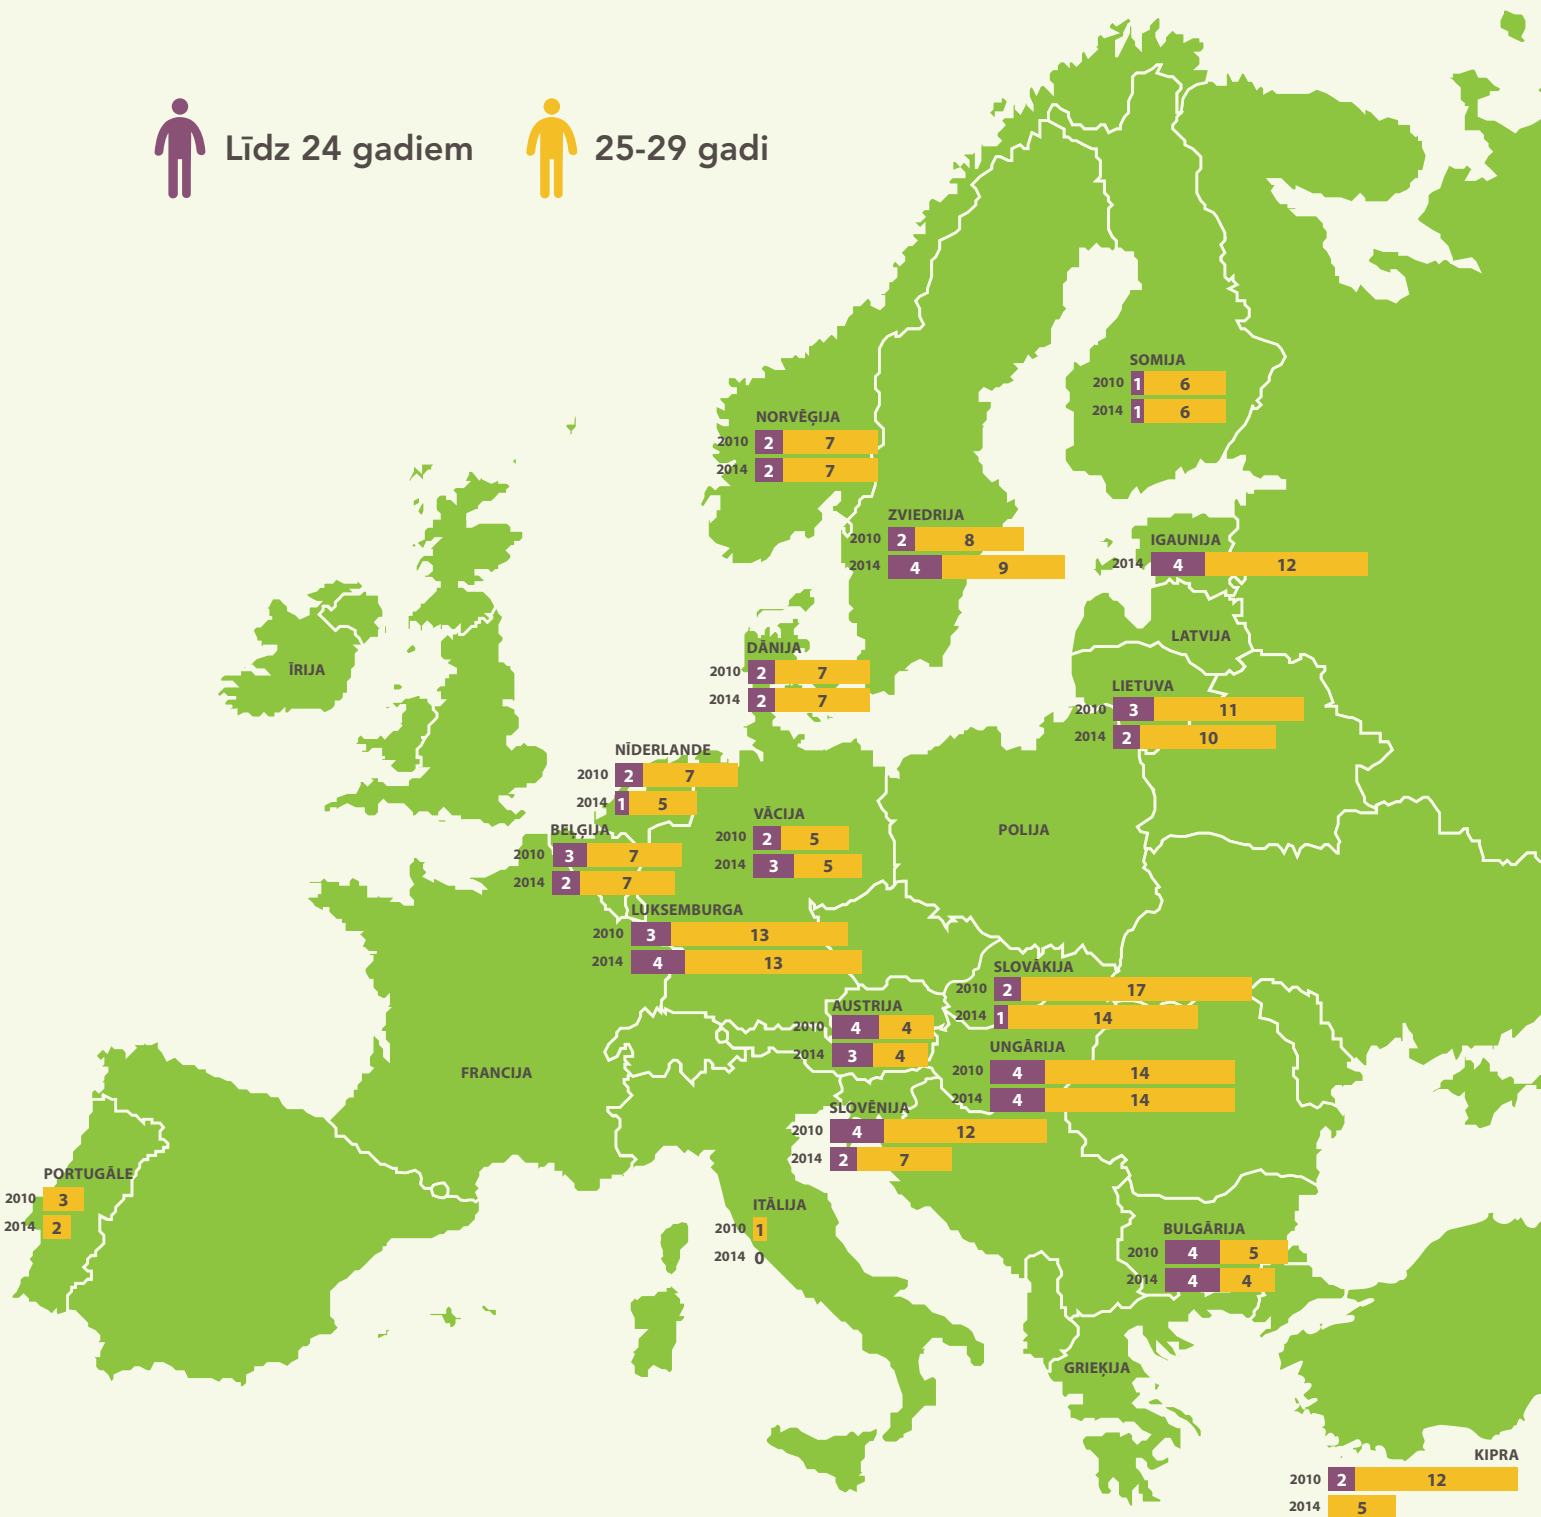 Līdz 24 gadiem
25-29 gadi
SOMIJA
2010 1 6
2014 1 6
NORVĒĢIJA
2010 2 7
2014 2 7
ZVIEDRIJA
2010 2 8
2014 4 9
IGAUNIJA
2014 4 12
LATVIJA
ĪRIJA
DĀNIJA
2010 2 7
2014 2 7
LIETUVA
2010 3 11
2014 2 10
NĪDERLANDE
2010 2 7
2014 1 5
VĀCIJA
2010 2 5
2014 3 5
POLIJA
BEĻĢIJA
2010 3 7
2014 2 7
LUKSEMBURGA
2010 3 13
2014 4 13
SLOVĀKIJA
2010 2 17
2014 1 14
AUSTRIJA
2010 4 4
2014 3 4
UNGĀRIJA
2010 4 14
2014 4 14
FRANCIJA
SLOVĒNIJA
2010 4 12
2014 2 7
PORTUGĀLE
2010 3
2014 2
ITĀLIJA
2010 1
2014 0
BULGĀRIJA
2010 4 5
2014 4 4
GRIEĶIJA
KIPRA
2010 2 12
2014 5